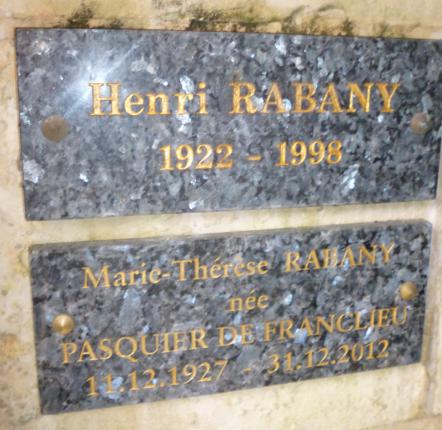 Henri RABANY
1922 - 1998
Marie-Thérèse RABANY
née
PASQUIER DE FRANCLIEU
11.12.1927 - 31.12.2012